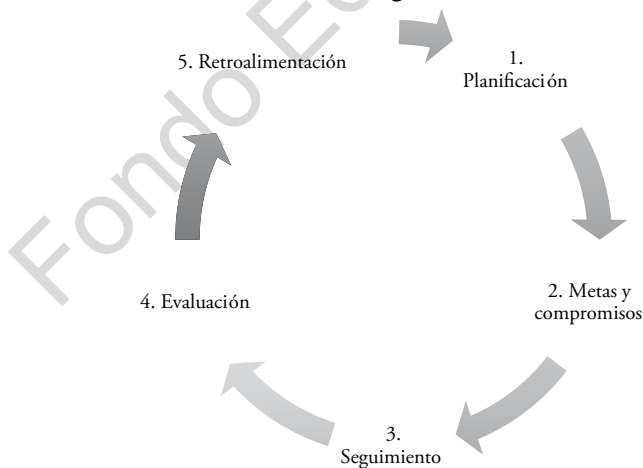 5. Retroalimentación
1.
Planificación
2. Metas y
compromisos
3.
Seguimiento
4. Evaluación
Fondo